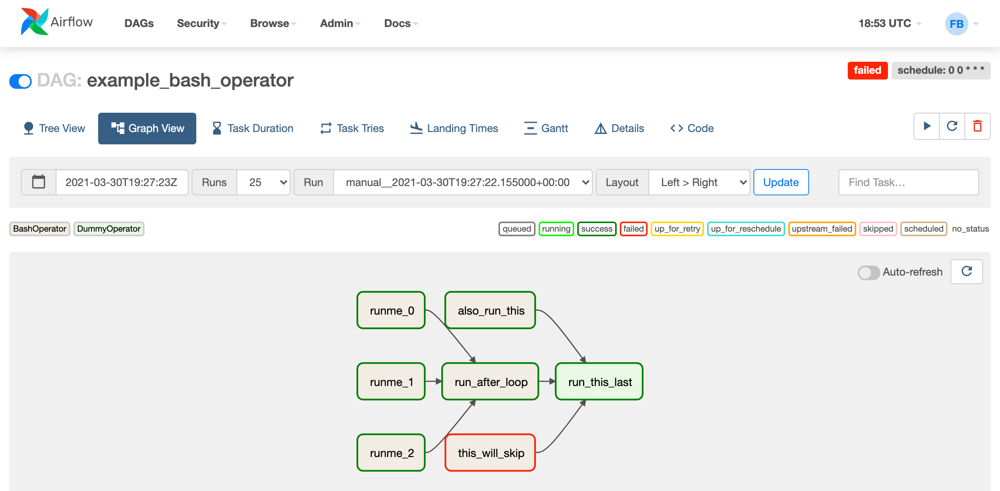 Airflow DAGs Security Browse Admin Docs 18:53 UTC FB
DAG: example_bash_operator failed schedule: 0 0 * * *
Tree View Graph View Task Duration Task Tries Landing Times Gantt Details Code
2021-03-30T19:27:23Z Runs 25 Run manual__2021-03-30T19:27:22.155000+00:00 Layout Left > Right Update Find Task...
BashOperator DummyOperator queued running success failed up_for_retry up_for_reschedule upstream_failed skipped scheduled no_status
Auto-refresh
runme_0 also_run_this
runme_1 run_after_loop run_this_last
runme_2 this_will_skip